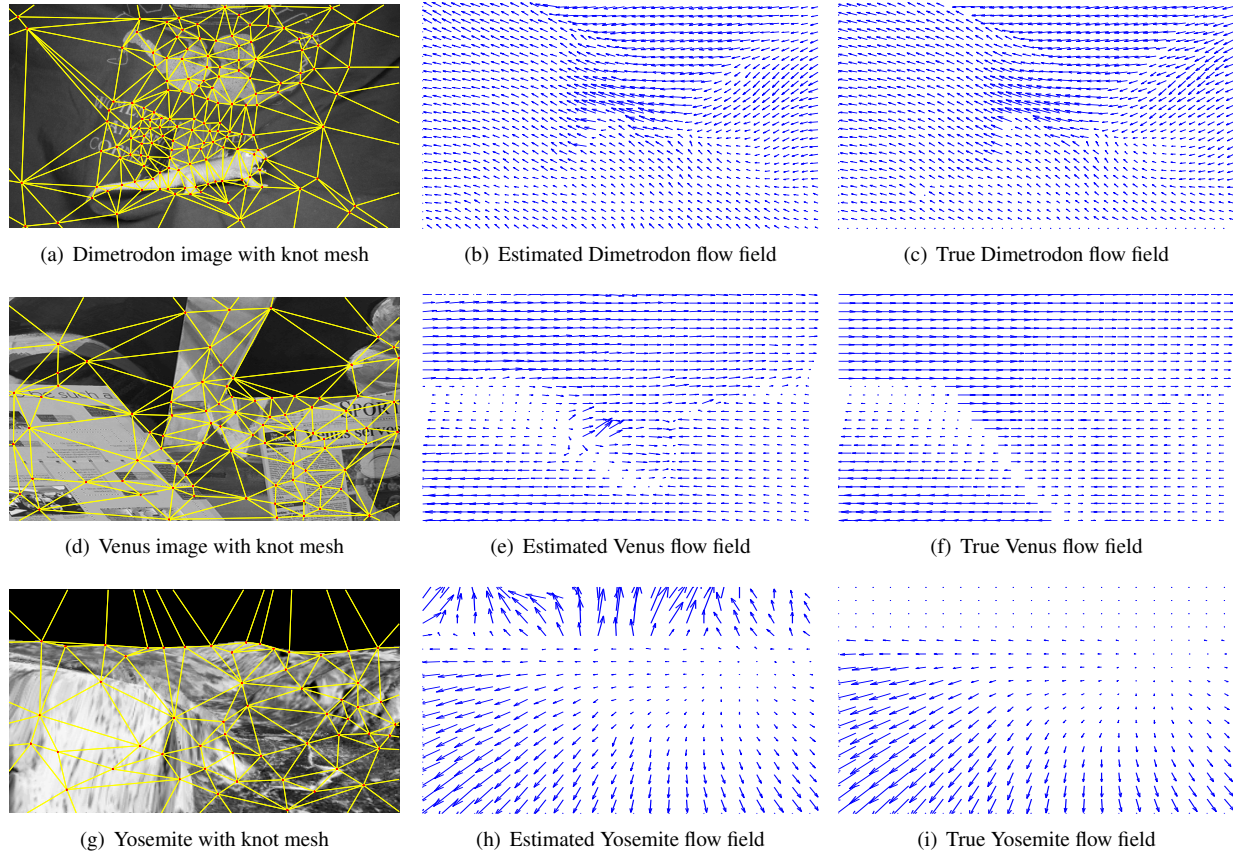 (a) Dimetrodon image with knot mesh
(b) Estimated Dimetrodon flow field
(c) True Dimetrodon flow field
SPORT
Venus
(d) Venus image with knot mesh
(e) Estimated Venus flow field
(f) True Venus flow field
(g) Yosemite with knot mesh
(h) Estimated Yosemite flow field
(i) True Yosemite flow field